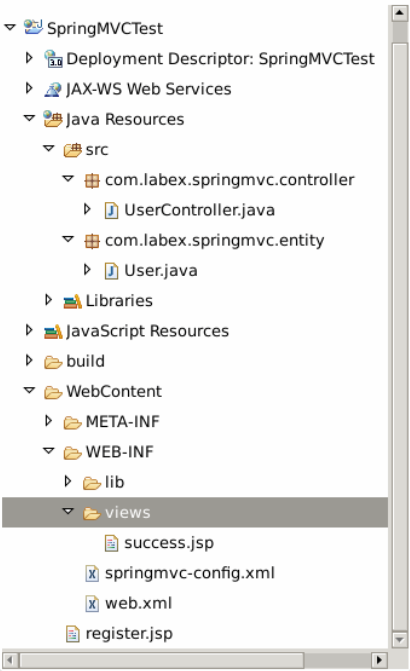 SpringMVCTest
3.0 Deployment Descriptor: SpringMVCTest
JAX-WS Web Services
Java Resources
src
com.labex.springmvc.controller
J UserController.java
com.labex.springmvc.entity
J User.java
Libraries
JavaScript Resources
build
WebContent
META-INF
WEB-INF
lib
views
success.jsp
X springmvc-config.xml
X web.xml
register.jsp